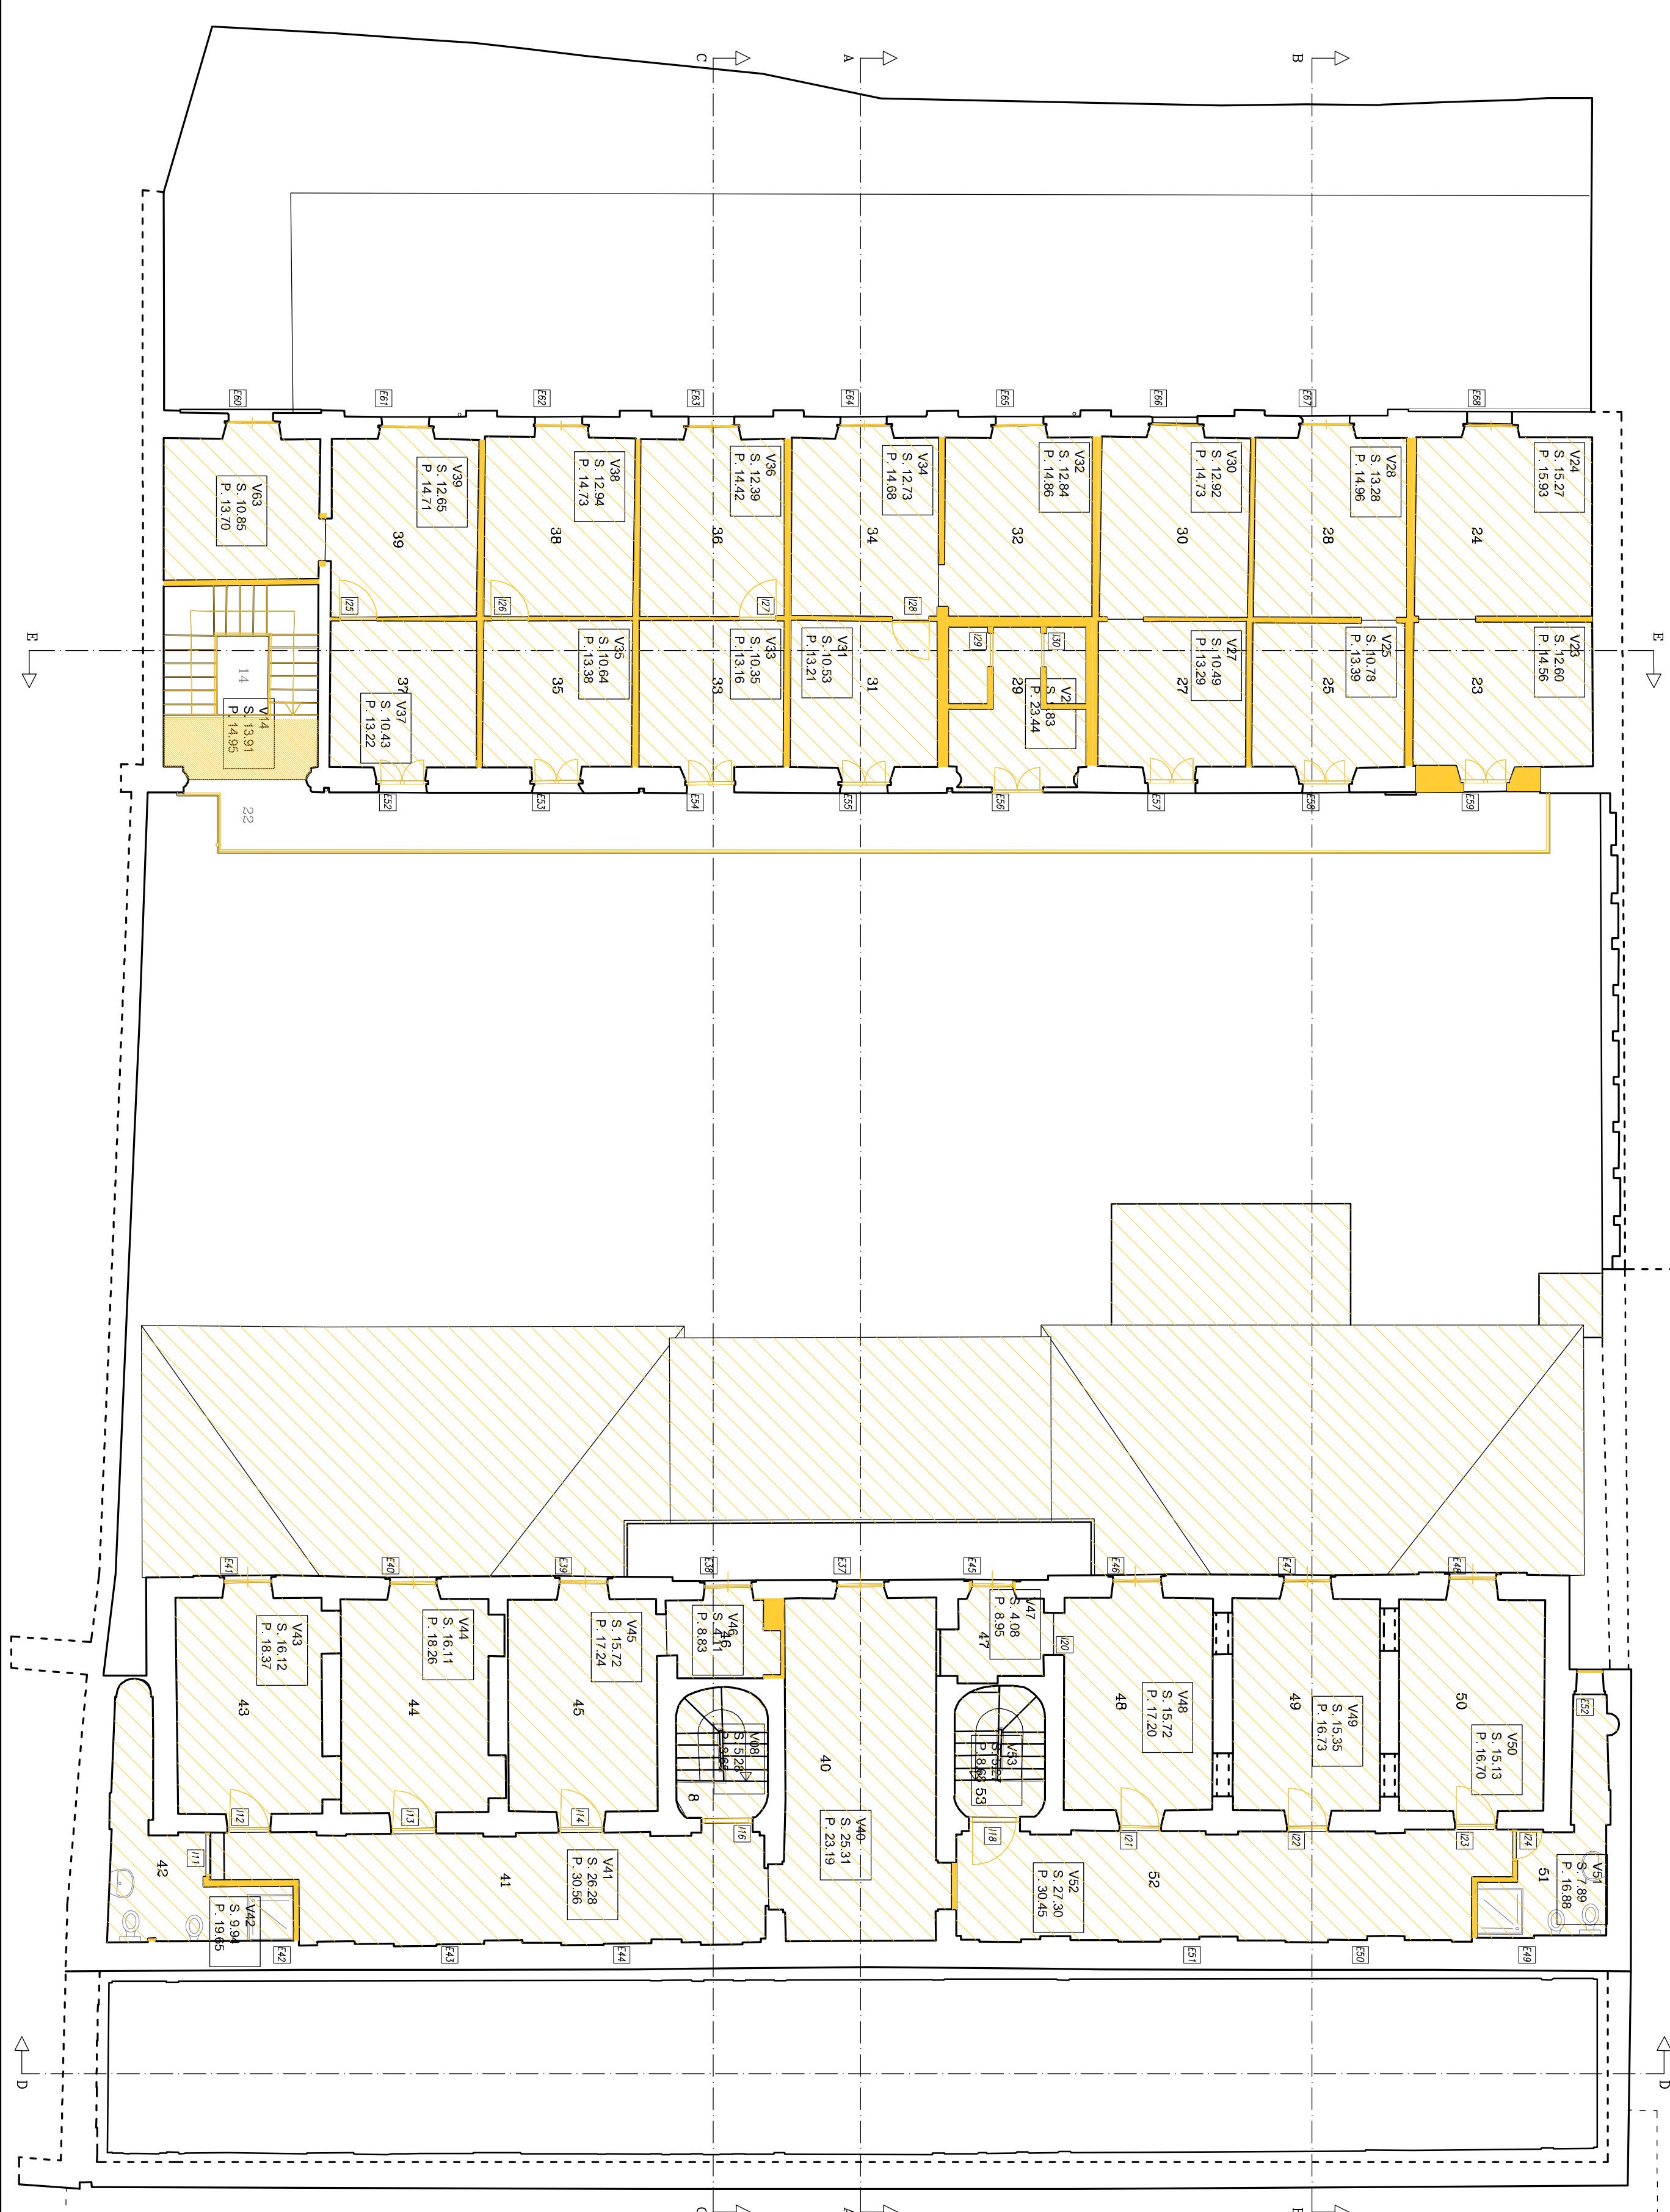 C
A
B
E
E
E60
E61
E62
E63
E64
E65
E66
E67
E68
V63
S. 10.85
P. 13.70
V39
S. 12.65
P. 14.71
39
V38
S. 12.94
P. 14.73
38
V36
S. 12.39
P. 14.42
36
V34
S. 12.73
P. 14.68
34
V32
S. 12.84
P. 14.86
32
V30
S. 12.92
P. 14.73
30
V28
S. 13.28
P. 14.96
28
V24
S. 15.27
P. 15.93
24
I25
I26
I27
I28
I29
I30
14
V14
S. 13.91
P. 14.95
37
V37
S. 10.43
P. 13.22
V35
S. 10.64
P. 13.38
35
V33
S. 10.35
P. 13.16
33
V31
S. 10.53
P. 13.21
31
29
P. 23.44
V27
S. 10.49
P. 13.29
27
V25
S. 10.78
P. 13.39
25
V23
S. 12.60
P. 14.56
23
22
E52
E53
E54
E55
E56
E57
E58
E59
E41
E40
E39
E38
E37
E45
E46
E47
E48
V43
S. 16.12
P. 18.37
43
V44
S. 16.11
P. 18.26
44
V45
S. 15.72
P. 17.24
45
V46
S. 4.11
P. 8.83
46
V47
S. 4.08
P. 8.95
47
I20
V48
S. 15.72
P. 17.20
48
V49
S. 15.35
P. 16.73
49
V50
S. 15.13
P. 16.70
50
E52
V08
S. 5.28
8
V40
S. 25.31
P. 23.19
40
V53
P. 8.68
53
I12
I13
I14
I16
I18
I21
I22
I23
I24
I11
42
V42
S. 9.94
P. 19.65
41
V41
S. 26.28
P. 30.56
V52
S. 27.30
P. 30.45
52
V51
S. 7.89
P. 16.88
51
E42
E43
E44
E51
E50
E49
D
D
C
A
B